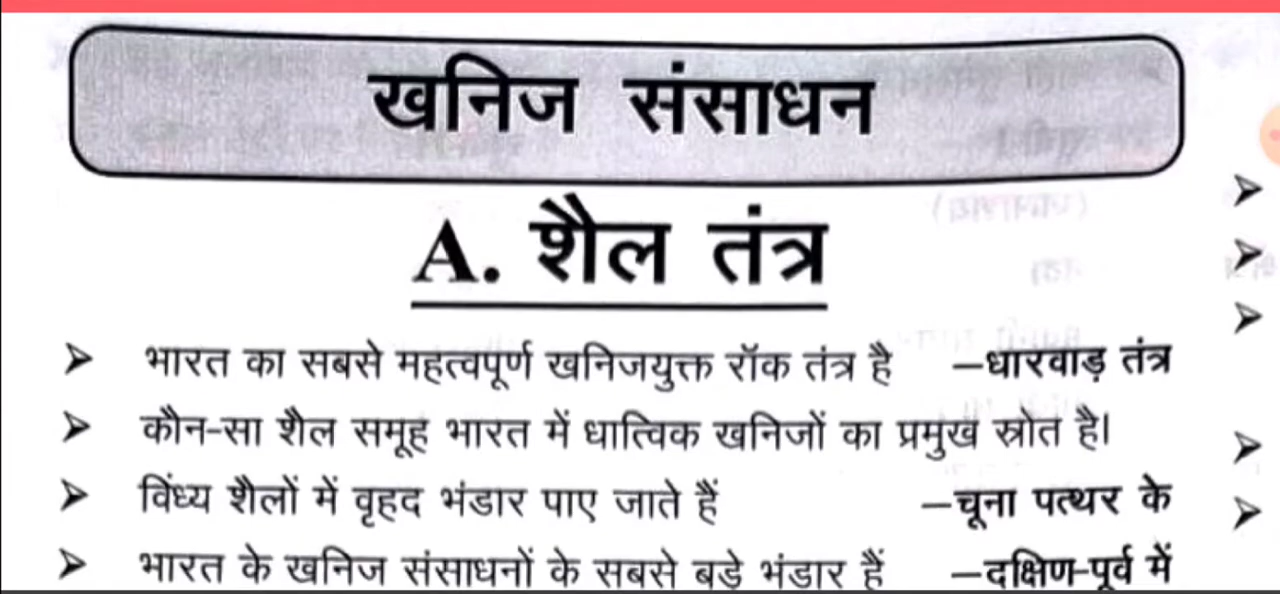 खनिज संसाधन
A. शैल तंत्र
➤ भारत का सबसे महत्वपूर्ण खनिजयुक्त रॉक तंत्र है —धारवाड़ तंत्र
➤ कौन-सा शैल समूह भारत में धात्विक खनिजों का प्रमुख स्रोत है।
➤ विंध्य शैलों में वृहद भंडार पाए जाते हैं —चूना पत्थर के
➤ भारत के खनिज संसाधनों के सबसे बड़े भंडार हैं —दक्षिण-पूर्व में